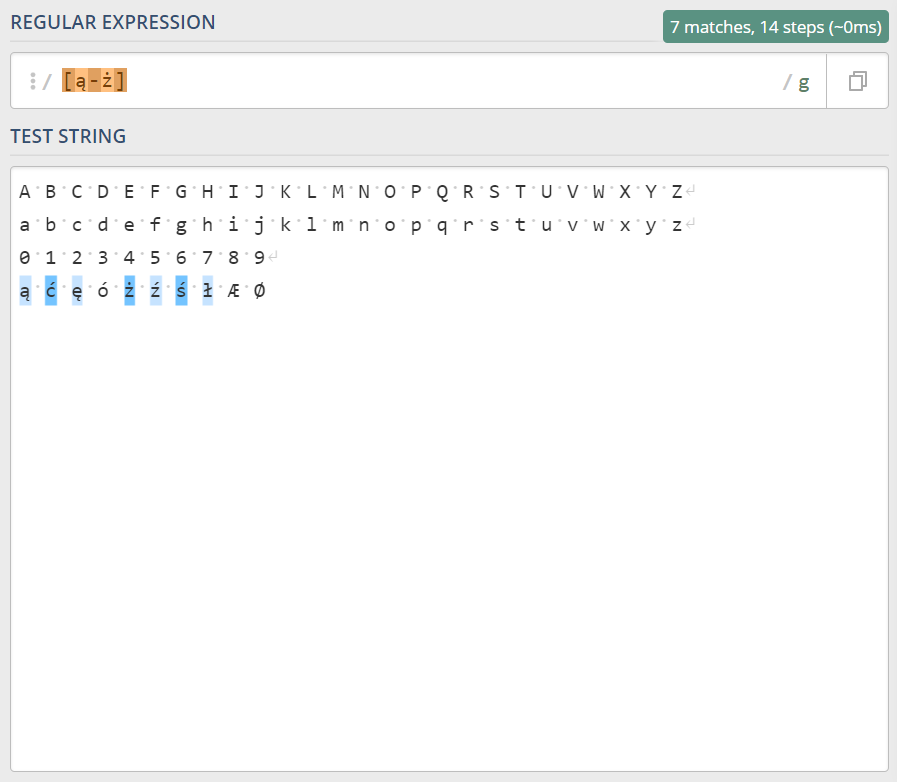 REGULAR EXPRESSION
7 matches, 14 steps (~0ms)
/ [ą-ż] / g
TEST STRING
A B C D E F G H I J K L M N O P Q R S T U V W X Y Z
a b c d e f g h i j k l m n o p q r s t u v w x y z
0 1 2 3 4 5 6 7 8 9
ą ć ę ó ż ź ś ł Æ Ø